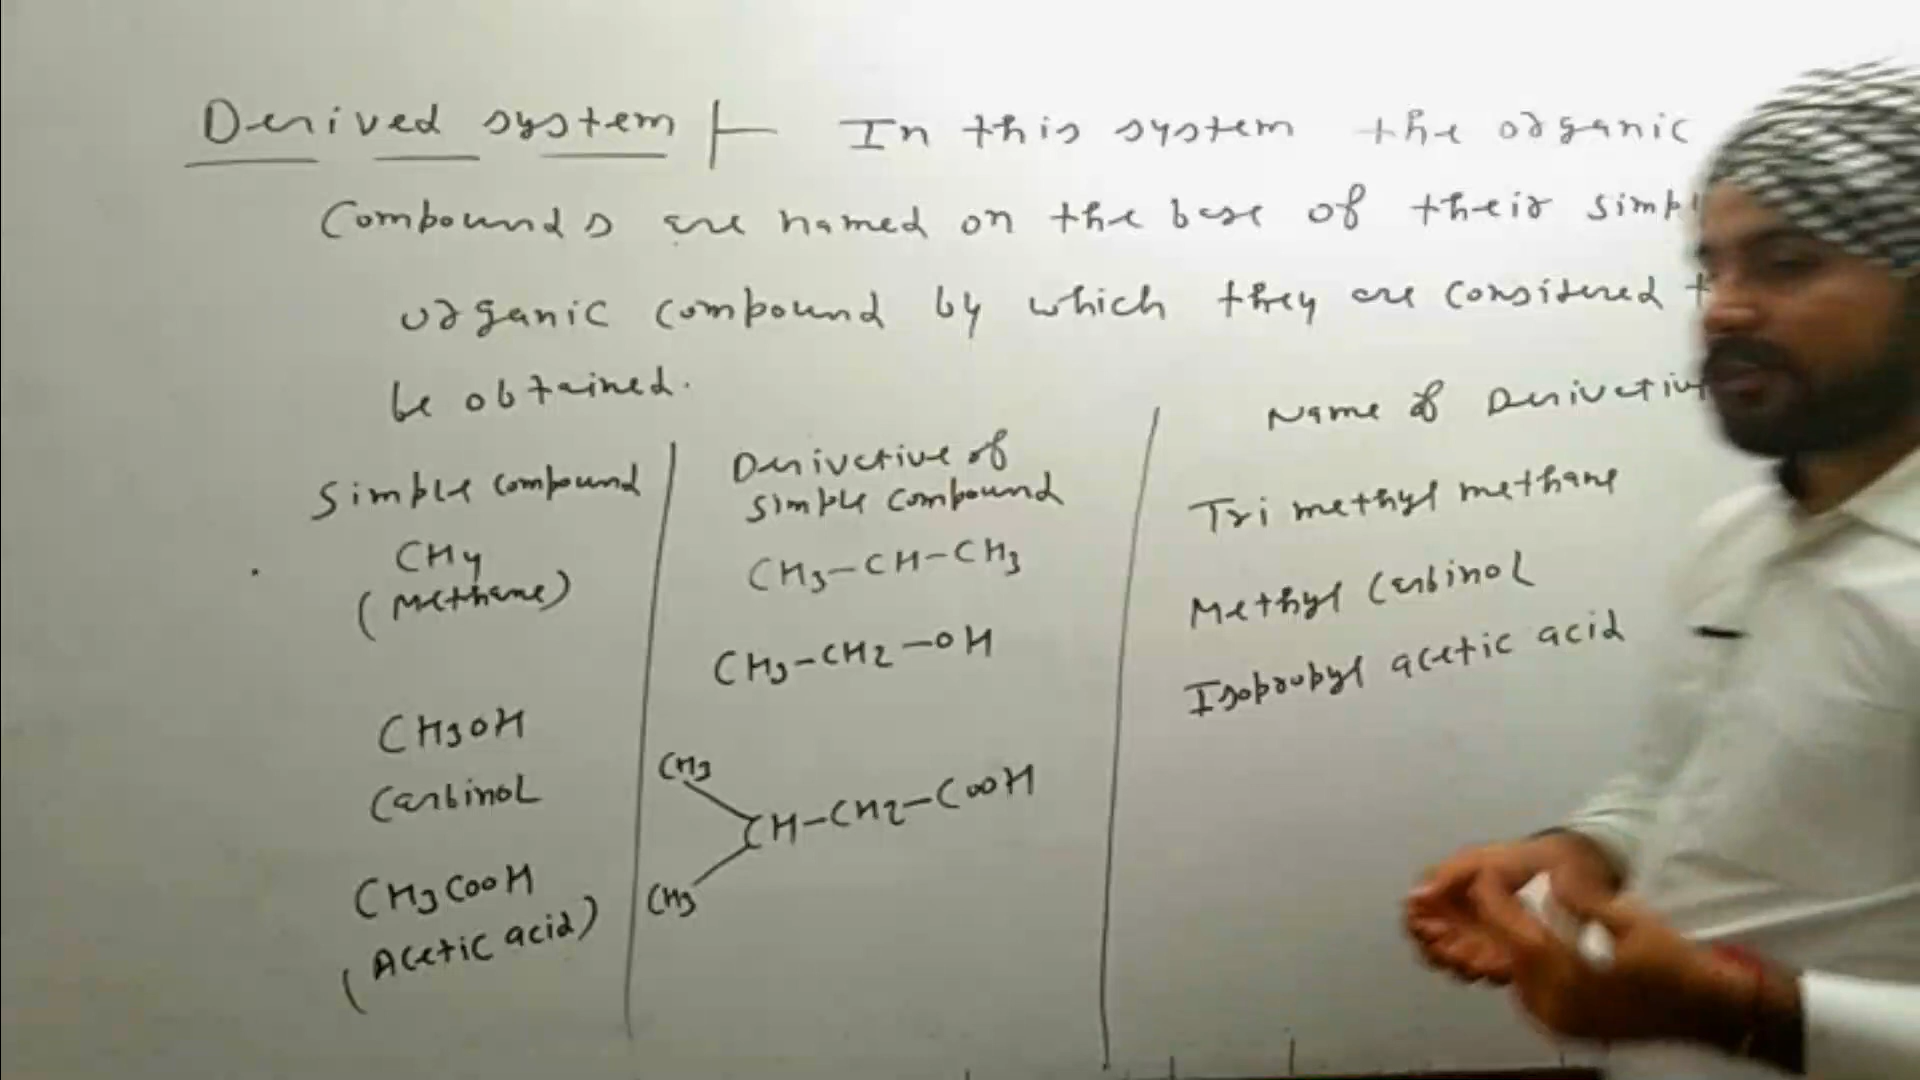 Derived system :- In this system the organic
compounds are named on the base of their
organic compound by which they are considered
be obtained.
Simple compound
CH4
(Methane)
CH3OH
Carbinol
CH3COOH
(Acetic acid)
Derivative of
simple compound
CH3-CH-CH3
CH3-CH2-OH
CH3
CH-CH2-COOH
CH3
Name of
Tri methyl methane
Methyl Carbinol
Isopropyl acetic acid